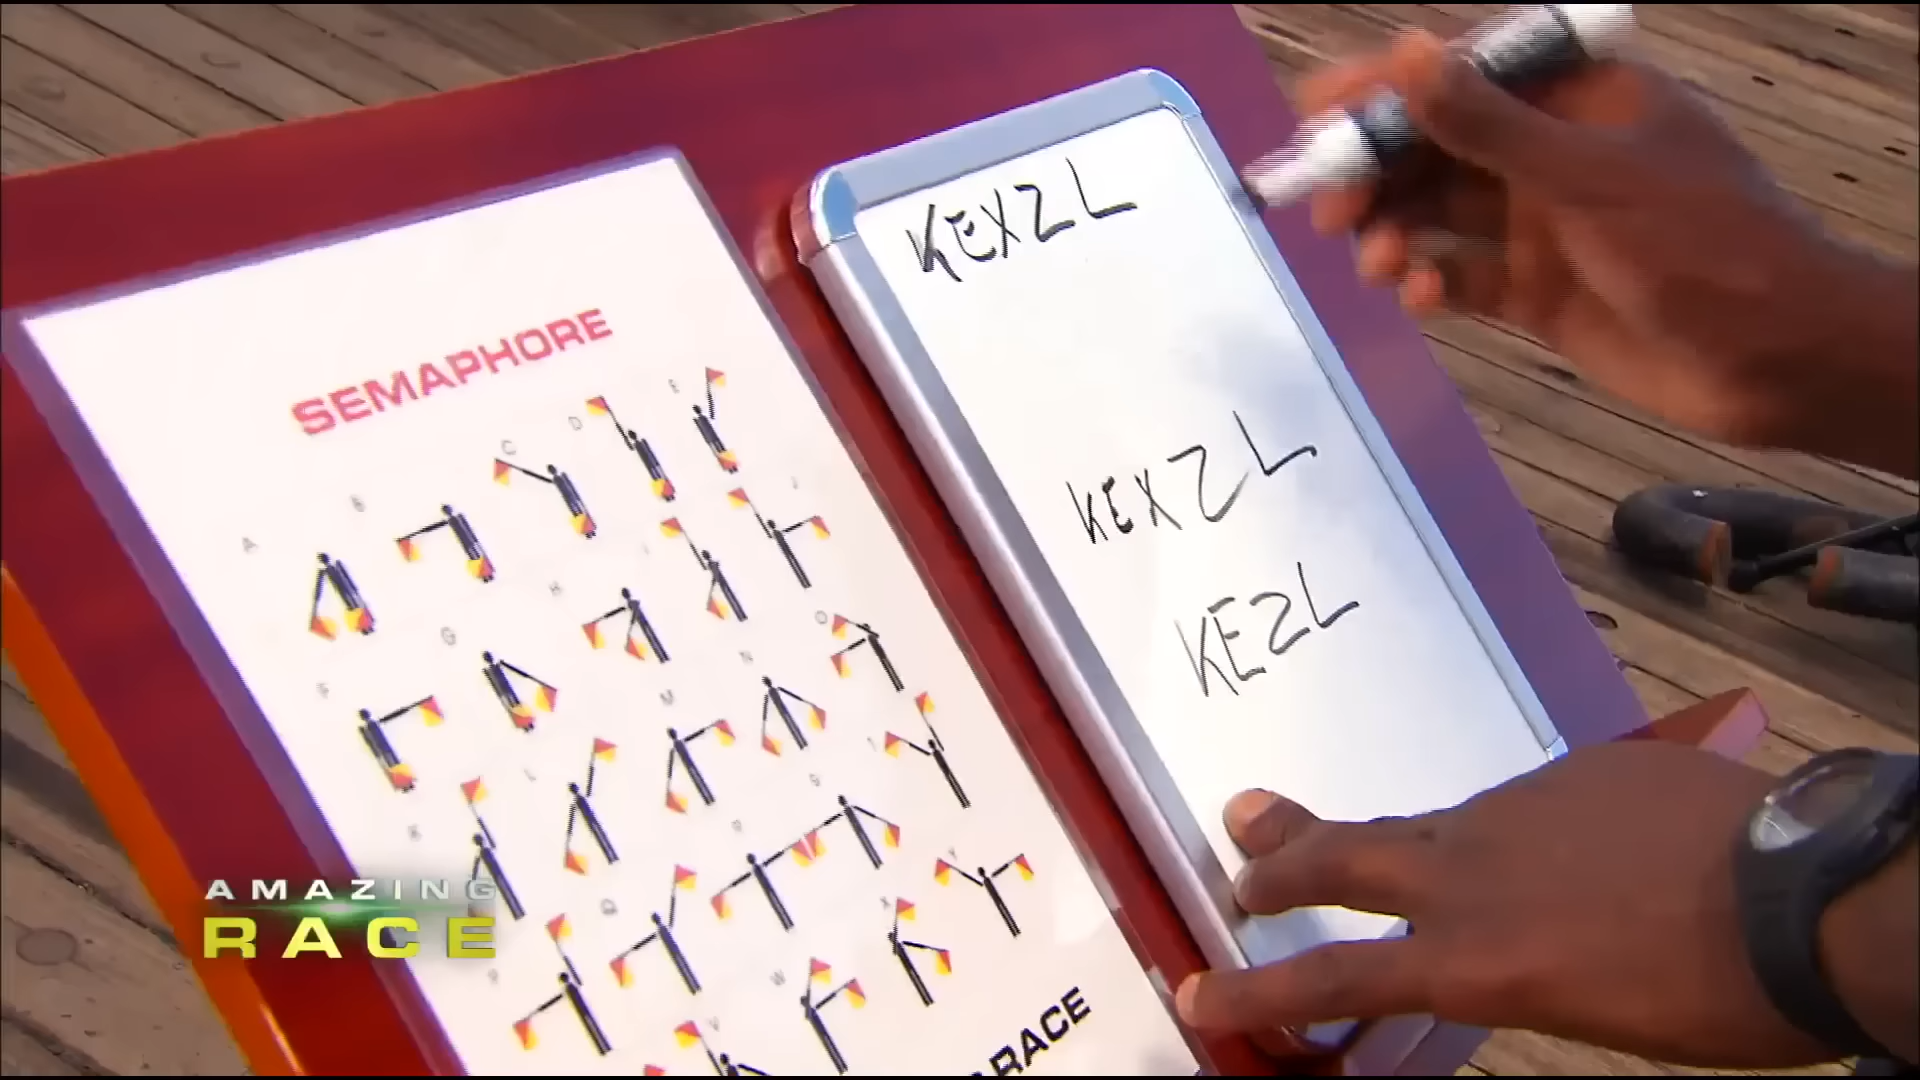 SEMAPHORE
A B C D E
F G H I J
K L M N O
P Q R S T
V W X Y
RACE
KEXZL
KEXZL
KEZL
AMAZING
RACE